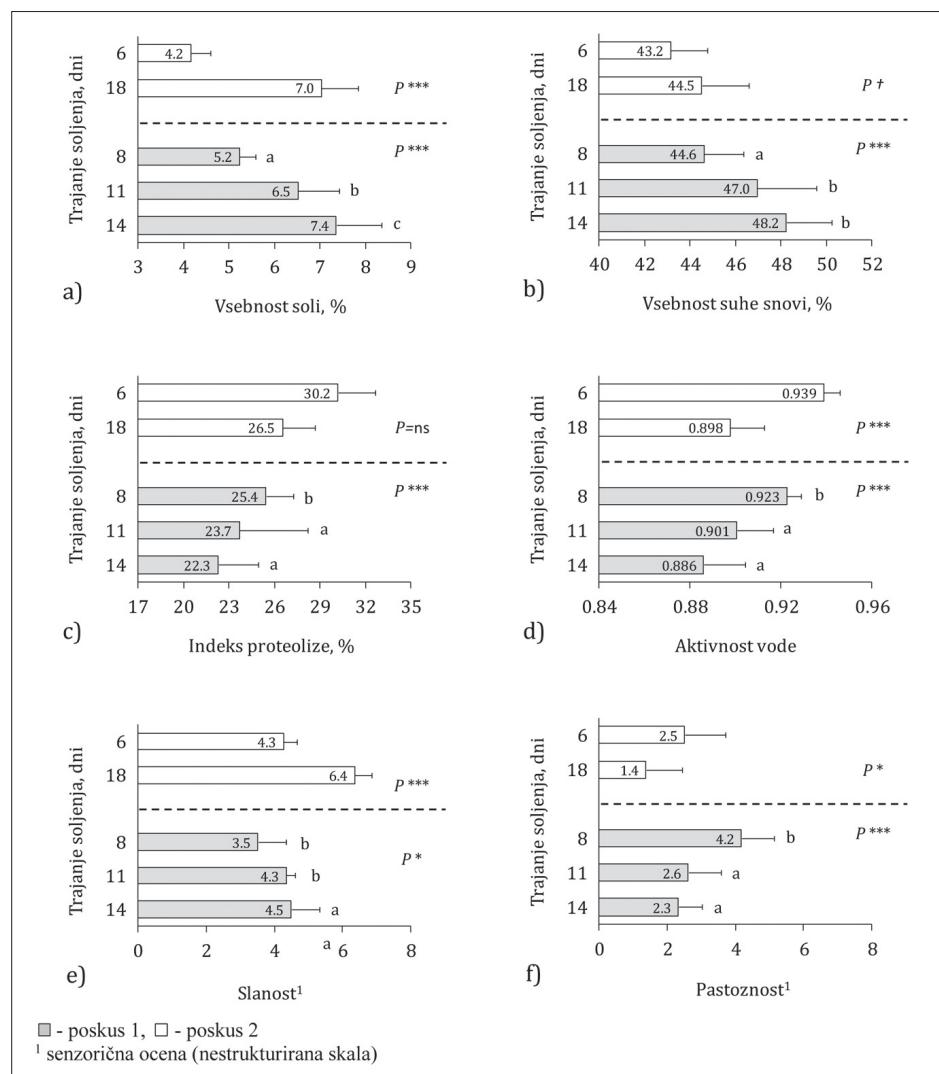 Trajanje soljenja, dni
6
4.2
18
7.0
P ***
8
5.2
a
P ***
11
6.5
b
14
7.4
c
3 4 5 6 7 8 9
a)
Vsebnost soli, %
Trajanje soljenja, dni
6
43.2
18
44.5
P †
8
44.6
a
P ***
11
47.0
b
14
48.2
b
40 42 44 46 48 50 52
b)
Vsebnost suhe snovi, %
Trajanje soljenja, dni
6
30.2
18
26.5
P=ns
8
25.4
b
P ***
11
23.7
a
14
22.3
a
17 20 23 26 29 32 35
c)
Indeks proteolize, %
Trajanje soljenja, dni
6
0.939
18
0.898
P ***
8
0.923
b
P ***
11
0.901
a
14
0.886
a
0.84 0.88 0.92 0.96
d)
Aktivnost vode
Trajanje soljenja, dni
6
4.3
18
6.4
P ***
8
3.5
b
P *
11
4.3
b
14
4.5
a
0 2 4 a 6 8
e)
Slanost¹
Trajanje soljenja, dni
6
2.5
18
1.4
P *
8
4.2
b
P ***
11
2.6
a
14
2.3
a
0 2 4 6 8
f)
Pastoznost¹
- poskus 1, - poskus 2
¹ senzorična ocena (nestrukturirana skala)